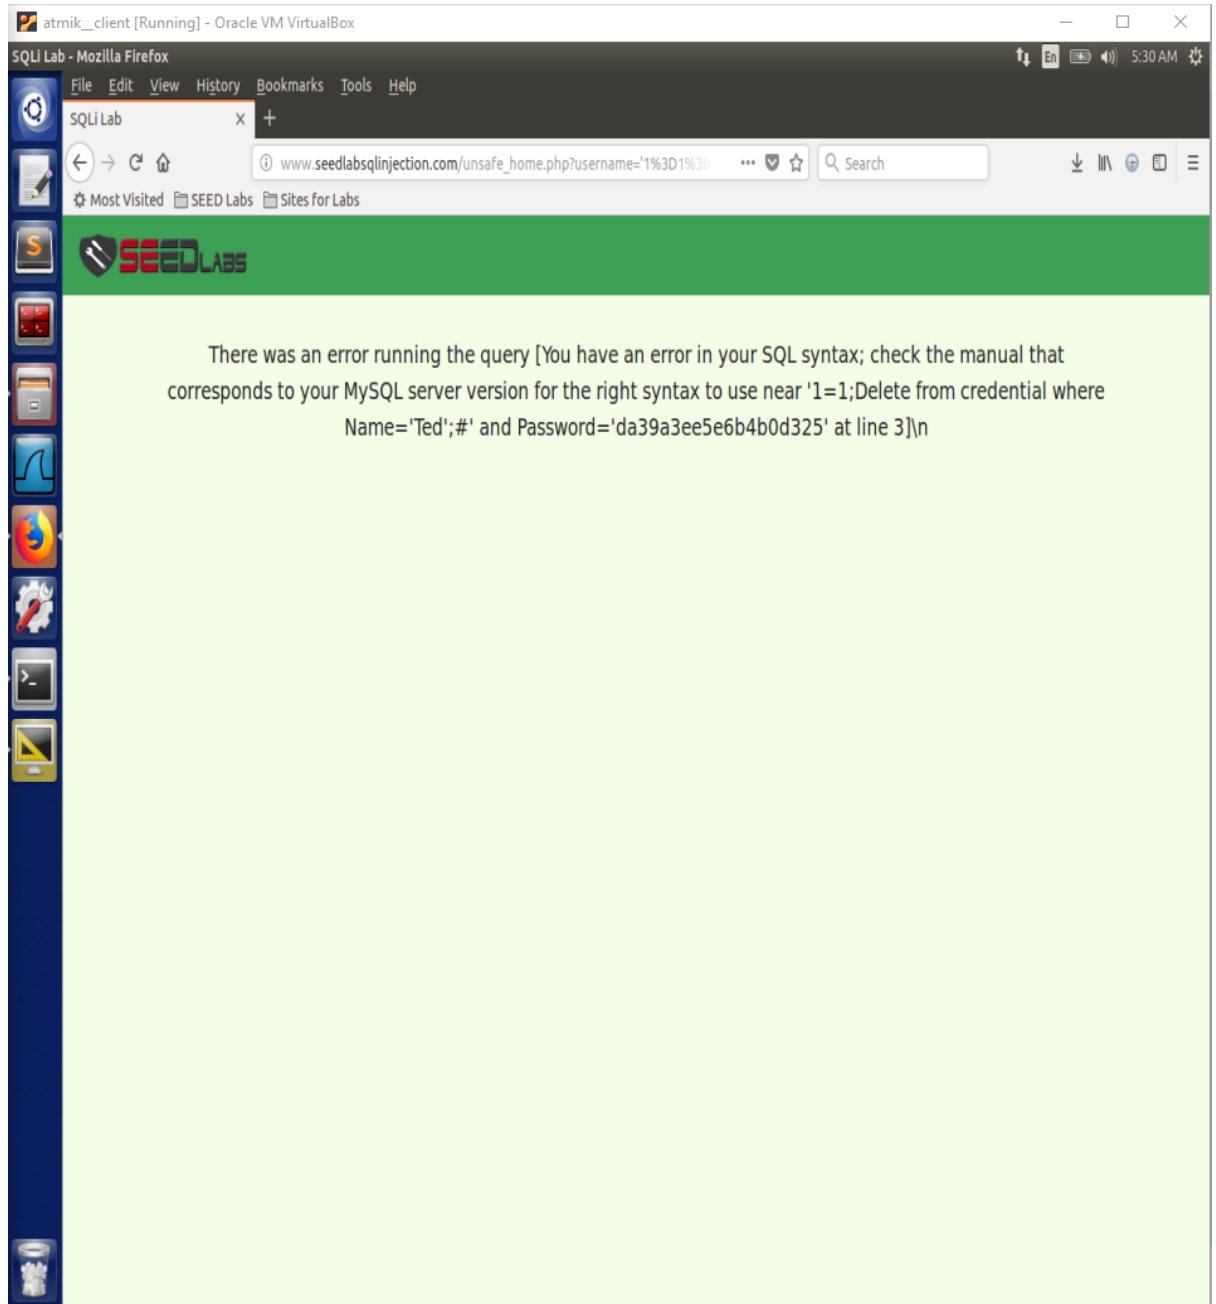 atmik__client [Running] - Oracle VM VirtualBox
SQLi Lab - Mozilla Firefox
En
5:30 AM
File Edit View History Bookmarks Tools Help
SQLi Lab
www.seedlabsqlinjection.com/unsafe_home.php?username='1%3D1%3B
Search
Most Visited SEED Labs Sites for Labs
SEEDLABS
There was an error running the query [You have an error in your SQL syntax; check the manual that
corresponds to your MySQL server version for the right syntax to use near '1=1;Delete from credential where
Name='Ted';#' and Password='da39a3ee5e6b4b0d325' at line 3]\n